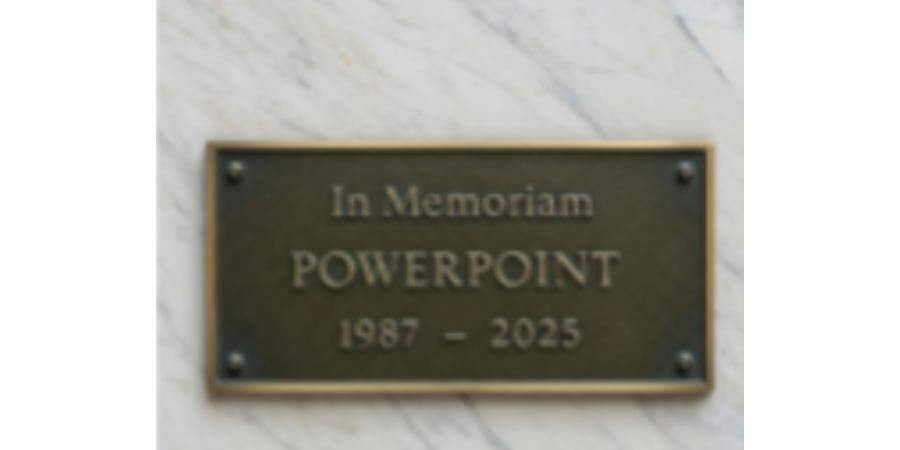 In Memoriam
POWERPOINT
1987 – 2025